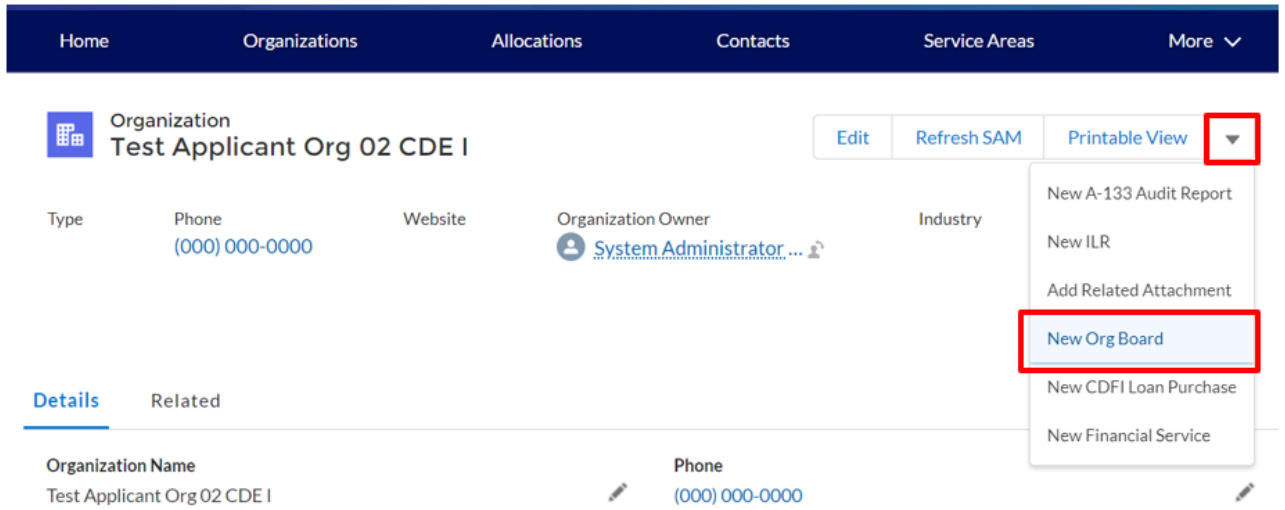 Home Organizations Allocations Contacts Service Areas More
Organization
Test Applicant Org 02 CDE I
Edit Refresh SAM Printable View
New A-133 Audit Report
Type Phone Website Organization Owner Industry
(000) 000-0000 System Administrator ...
New ILR
Add Related Attachment
New Org Board
New CDFI Loan Purchase
Details Related
New Financial Service
Organization Name Phone
Test Applicant Org 02 CDE I (000) 000-0000